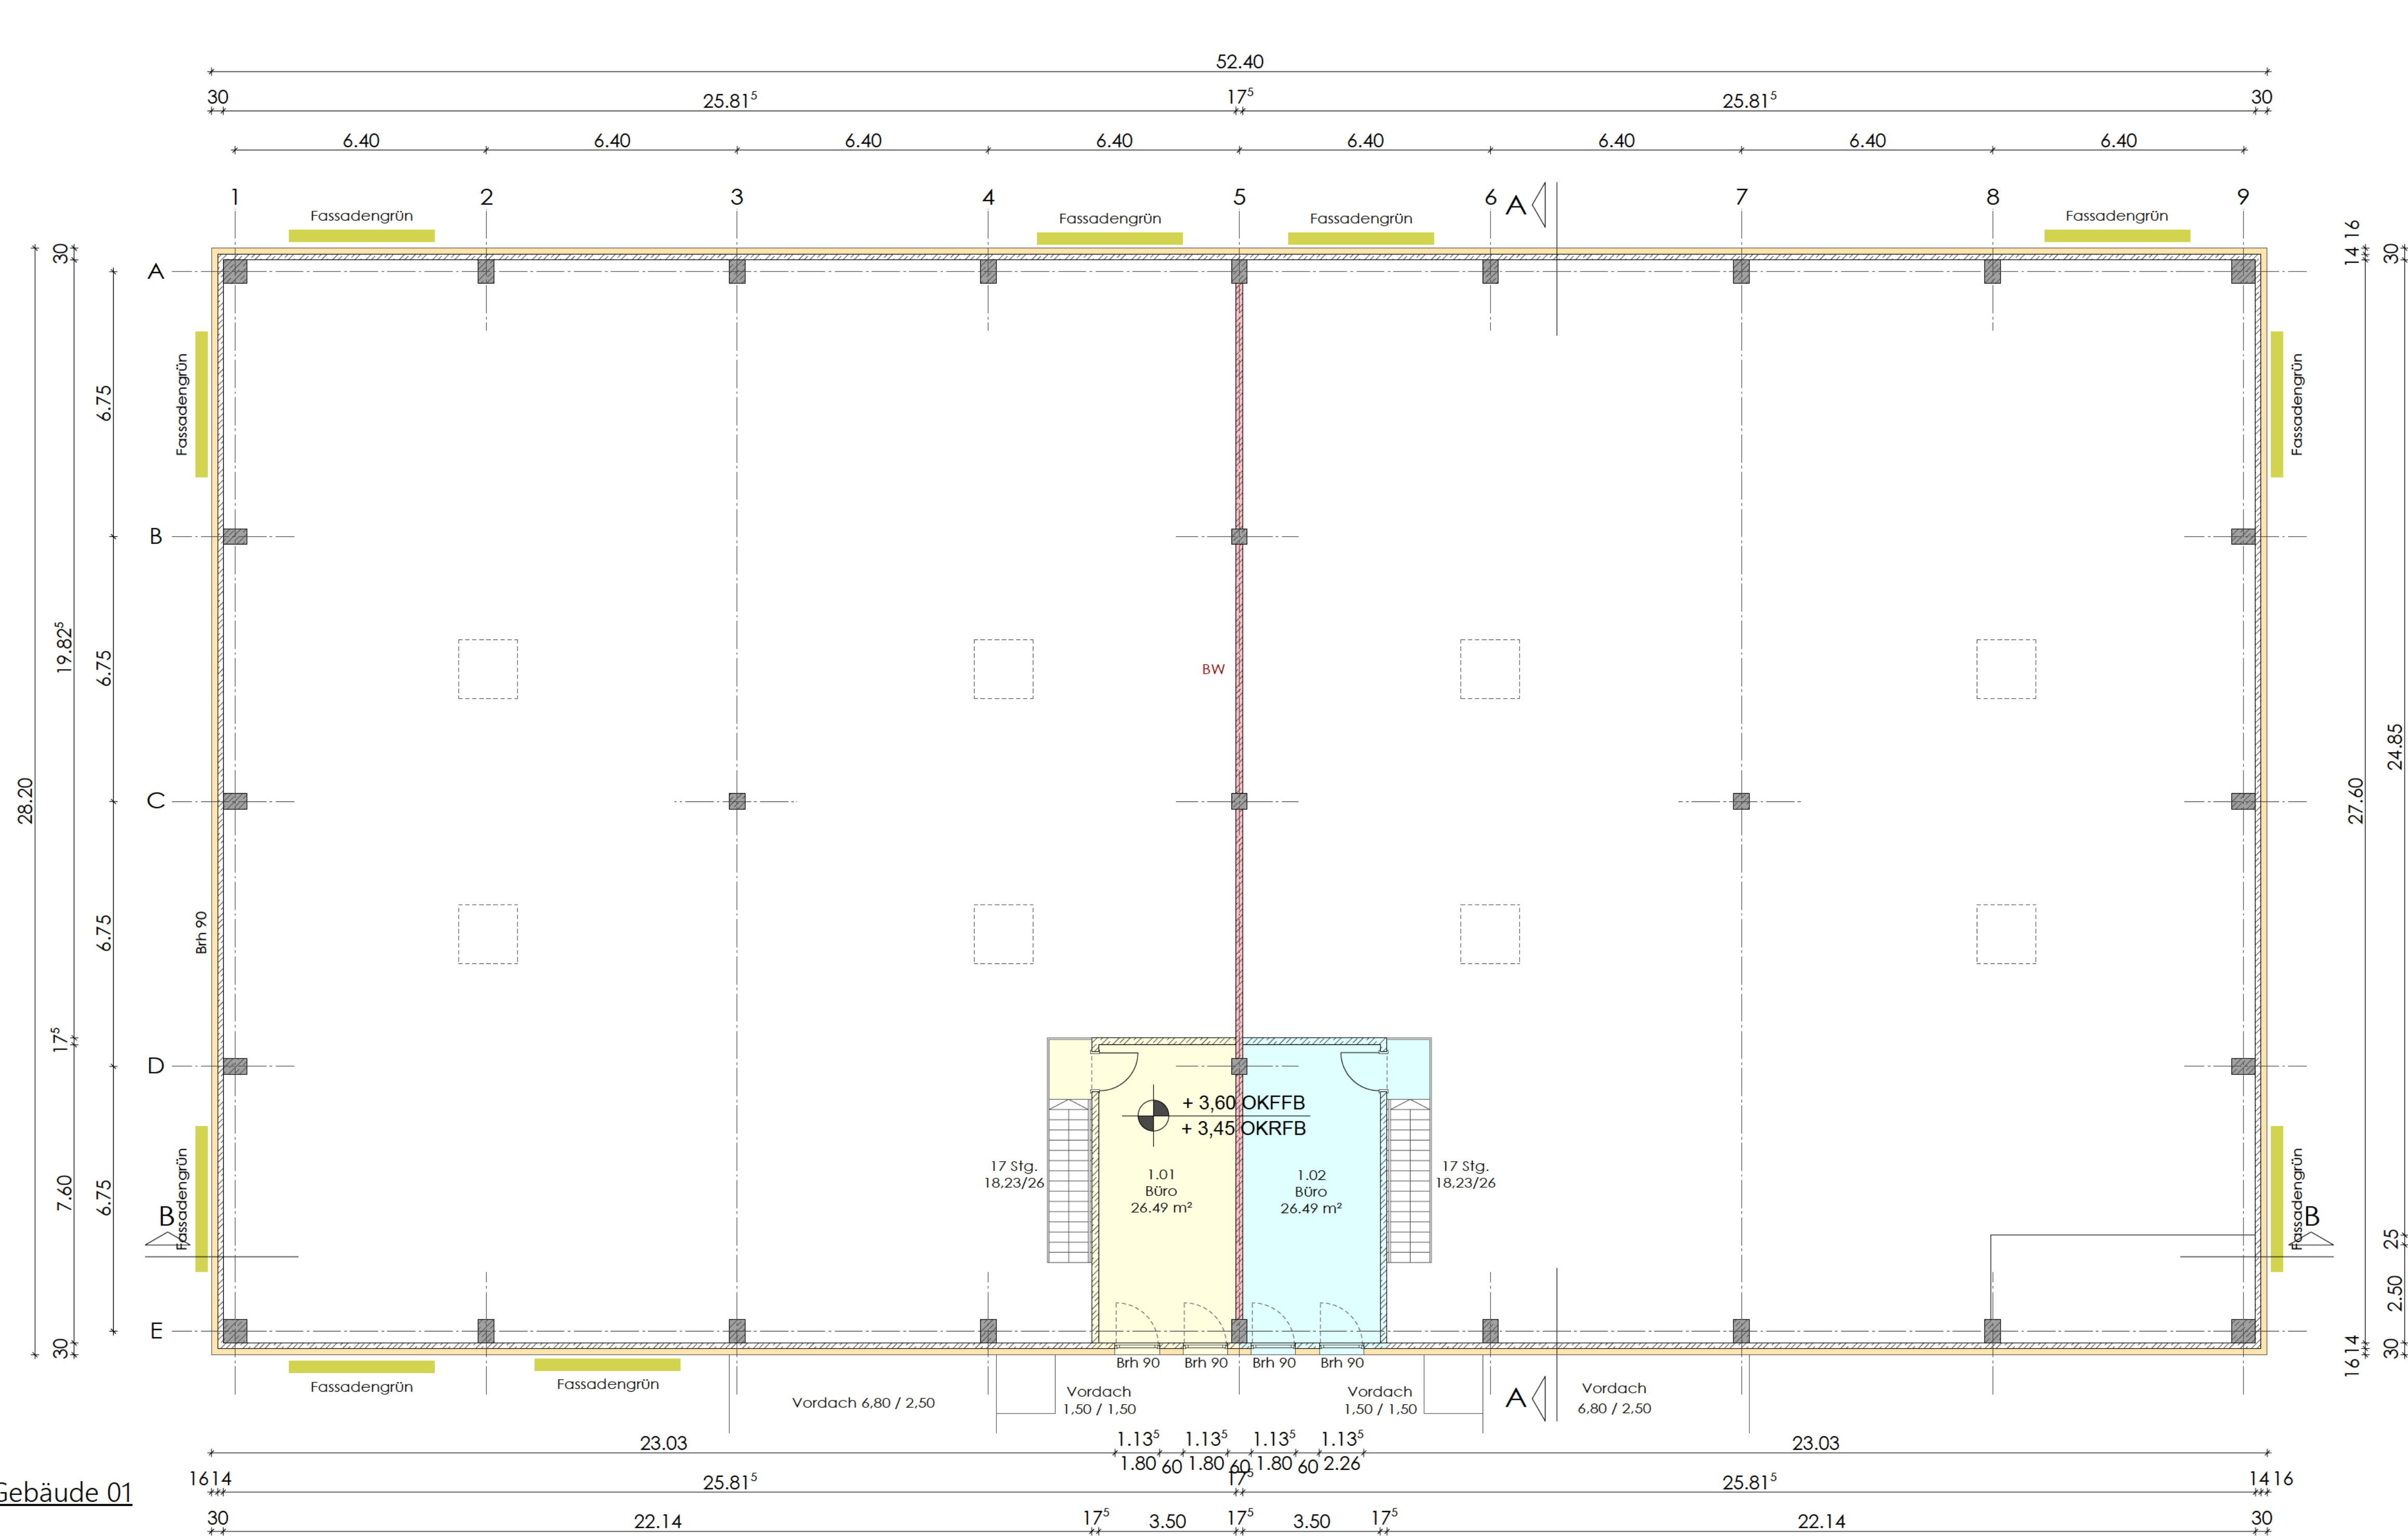 52.40
30 25.81⁵ 17⁵ 25.81⁵ 30
6.40 6.40 6.40 6.40 6.40 6.40 6.40 6.40
1 2 3 4 5 6 A 7 8 9
Fassadengrün Fassadengrün Fassadengrün Fassadengrün
30 14 16 30
A
Fassadengrün 6.75 Fassadengrün
B
19.82⁵ 6.75 BW
28.20 C 27.60 24.85
6.75 Brh 90
17⁵
D
+ 3,60 OKFFB
+ 3,45 OKRFB
17 Stg.
18,23/26
1.01
Büro
26.49 m²
1.02
Büro
26.49 m²
17 Stg.
18,23/26
7.60 6.75 Fassadengrün Fassadengrün
B B
25
2.50
E
30 16 14 30
Brh 90 Brh 90 Brh 90 Brh 90
Fassadengrün Fassadengrün
Vordach 6,80 / 2,50
Vordach
1,50 / 1,50
Vordach
1,50 / 1,50
A
Vordach
6,80 / 2,50
23.03 1.13⁵ 1.13⁵ 1.13⁵ 1.13⁵ 23.03
1.80 60 1.80 60 1.80 60 2.26
16 14 25.81⁵ 17⁵ 25.81⁵ 14 16
Gebäude 01
30 22.14 17⁵ 3.50 17⁵ 3.50 17⁵ 22.14 30